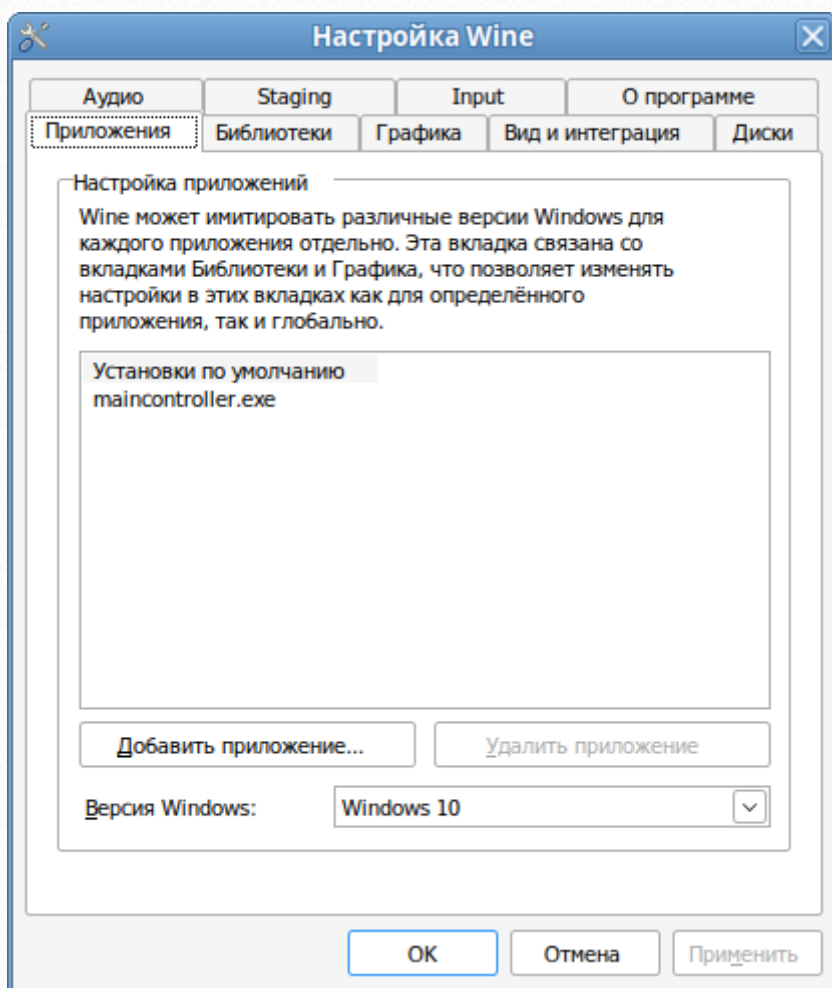 Настройка Wine
Аудио
Staging
Input
О программе
Приложения
Библиотеки
Графика
Вид и интеграция
Диски
Настройка приложений
Wine может имитировать различные версии Windows для
каждого приложения отдельно. Эта вкладка связана со
вкладками Библиотеки и Графика, что позволяет изменять
настройки в этих вкладках как для определённого
приложения, так и глобально.
Установки по умолчанию
maincontroller.exe
Добавить приложение...
Удалить приложение
Версия Windows:
Windows 10
ОК
Отмена
Применить